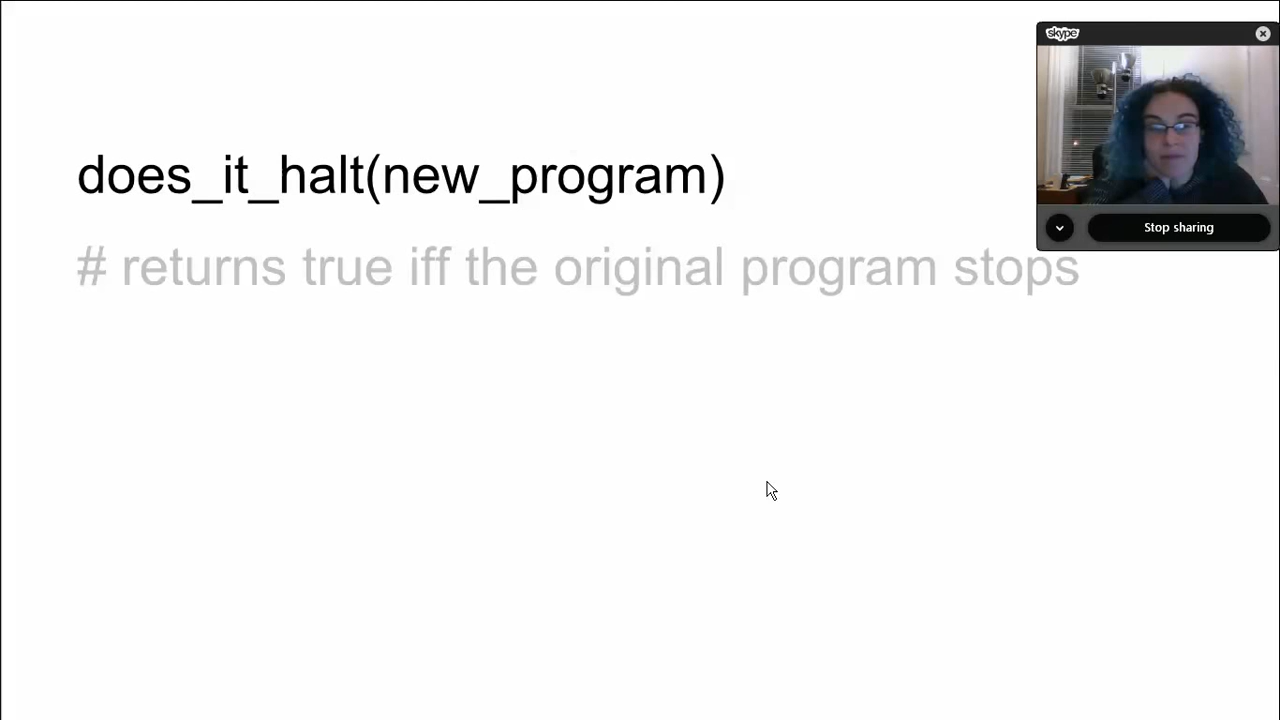 does_it_halt(new_program)
# returns true iff the original program stops
skype
Stop sharing